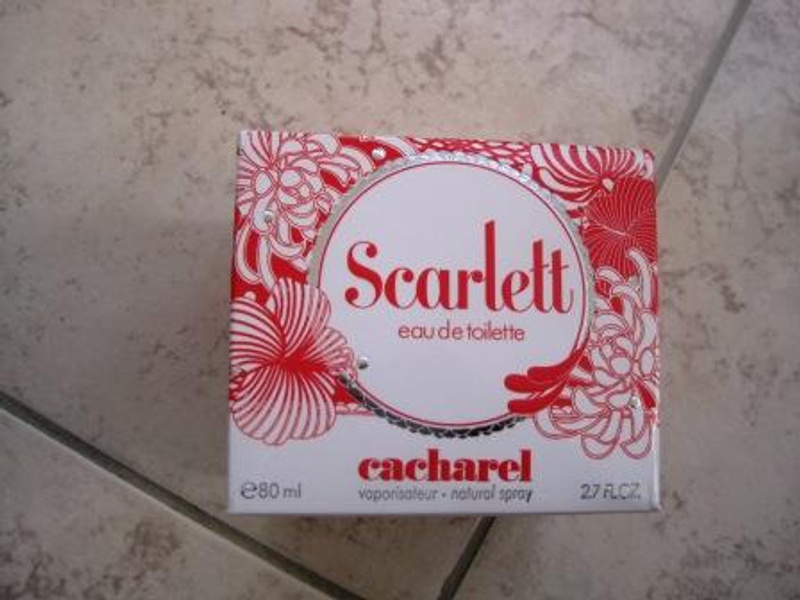 Scarlett
eau de toilette
cacharel
vaporisateur • natural spray
℮80 ml
2.7 FL.OZ.